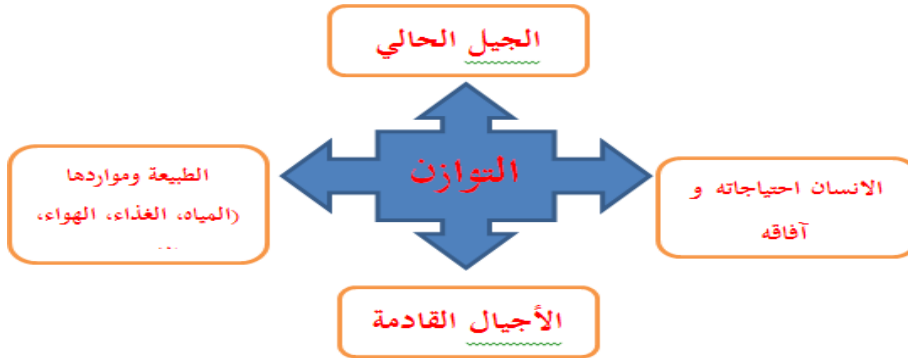 الجيل الحالي
التوازن
الانسان احتياجاته و
آفاقه
الطبيعة ومواردها
(المياه، الغذاء، الهواء،
الأجيال القادمة